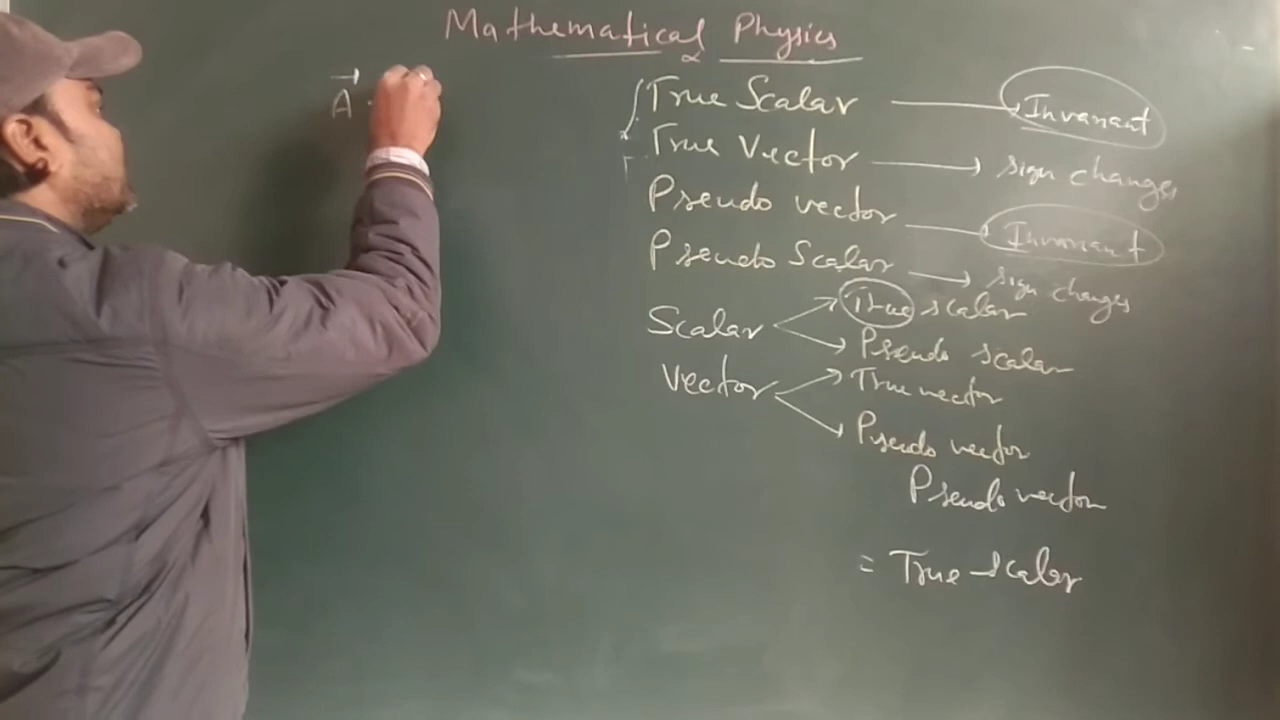 Mathematical Physics
A⃗ .
True Scalar → Invariant
True Vector → sign changes
Pseudo vector → Invariant
Pseudo Scalar → sign changes
Scalar → True scalar
→ Pseudo scalar
Vector → True vector
→ Pseudo vector
Pseudo vector
= True scalar